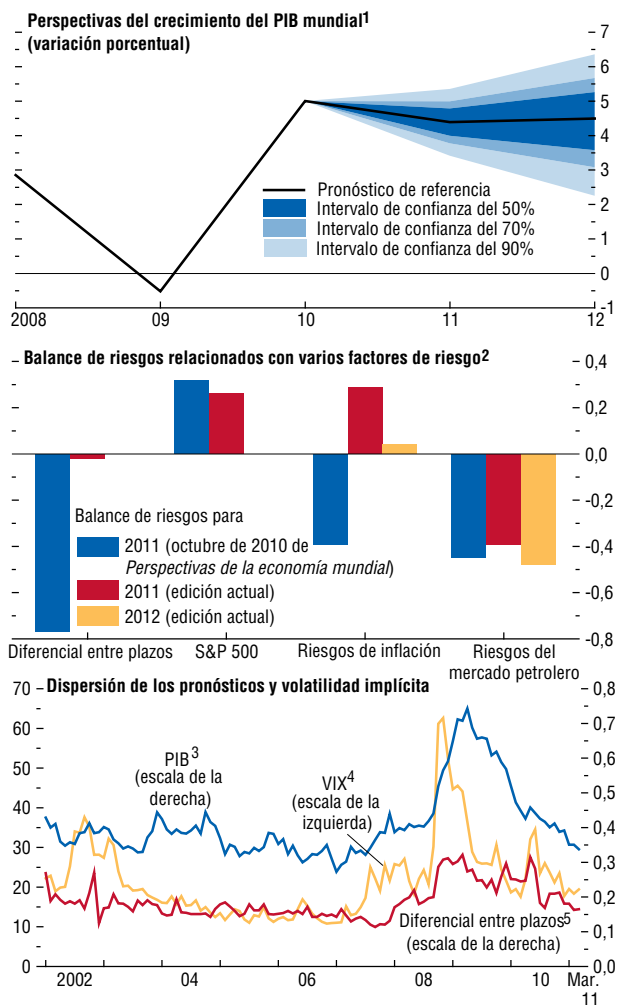 Perspectivas del crecimiento del PIB mundial1
(variación porcentual)
7
6
5
4
3
2
1
0
-1
Pronóstico de referencia
Intervalo de confianza del 50%
Intervalo de confianza del 70%
Intervalo de confianza del 90%
2008 09 10 11 12
Balance de riesgos relacionados con varios factores de riesgo2
0,4
0,2
0,0
-0,2
-0,4
-0,6
-0,8
Balance de riesgos para
2011 (octubre de 2010 de
Perspectivas de la economía mundial)
2011 (edición actual)
2012 (edición actual)
Diferencial entre plazos S&P 500 Riesgos de inflación Riesgos del
mercado petrolero
Dispersión de los pronósticos y volatilidad implícita
70
60
50
40
30
20
10
0
0,8
0,7
0,6
0,5
0,4
0,3
0,2
0,1
0,0
PIB3
(escala de la
derecha)
VIX4
(escala de la
izquierda)
Diferencial entre plazos5
(escala de la derecha)
2002 04 06 08 10 Mar.
11